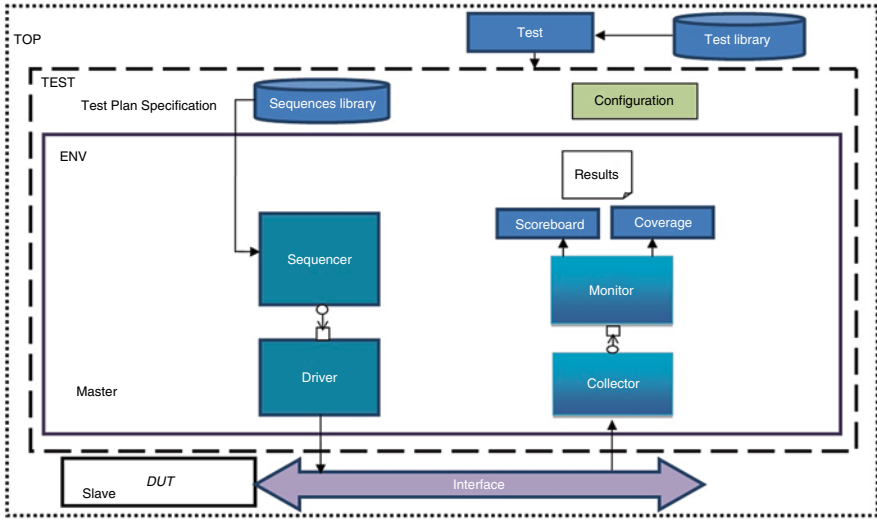 TOP
Test
Test library
TEST
Test Plan Specification
Sequences library
Configuration
ENV
Results
Scoreboard
Coverage
Sequencer
Monitor
Driver
Collector
Master
DUT
Slave
Interface